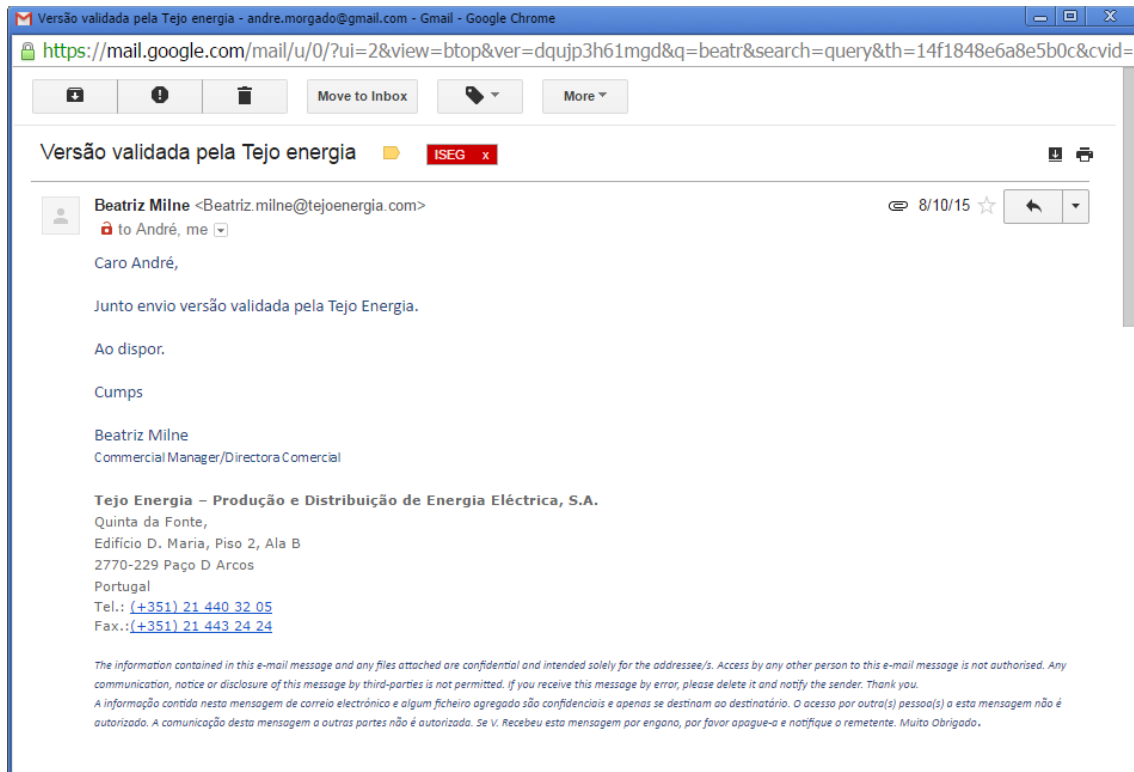 Versão validada pela Tejo energia - andre.morgado@gmail.com - Gmail - Google Chrome
https://mail.google.com/mail/u/0/?ui=2&view=btop&ver=dqujp3h61mgd&q=beatr&search=query&th=14f1848e6a8e5b0c&cvid=
Move to Inbox
More
Versão validada pela Tejo energia
ISEG x
Beatriz Milne <Beatriz.milne@tejoenergia.com>
8/10/15
to André, me
Caro André,
Junto envio versão validada pela Tejo Energia.
Ao dispor.
Cumps
Beatriz Milne
Commercial Manager/Directora Comercial
Tejo Energia – Produção e Distribuição de Energia Eléctrica, S.A.
Quinta da Fonte,
Edifício D. Maria, Piso 2, Ala B
2770-229 Paço D Arcos
Portugal
Tel.: (+351) 21 440 32 05
Fax.:(+351) 21 443 24 24
The information contained in this e-mail message and any files attached are confidential and intended solely for the addressee/s. Access by any other person to this e-mail message is not authorised. Any
communication, notice or disclosure of this message by third-parties is not permitted. If you receive this message by error, please delete it and notify the sender. Thank you.
A informação contida nesta mensagem de correio electrónico e algum ficheiro agregado são confidenciais e apenas se destinam ao destinatário. O acesso por outra(s) pessoa(s) a esta mensagem não é
autorizado. A comunicação desta mensagem a outras partes não é autorizada. Se V. Recebeu esta mensagem por engano, por favor apague-a e notifique o remetente. Muito Obrigado.